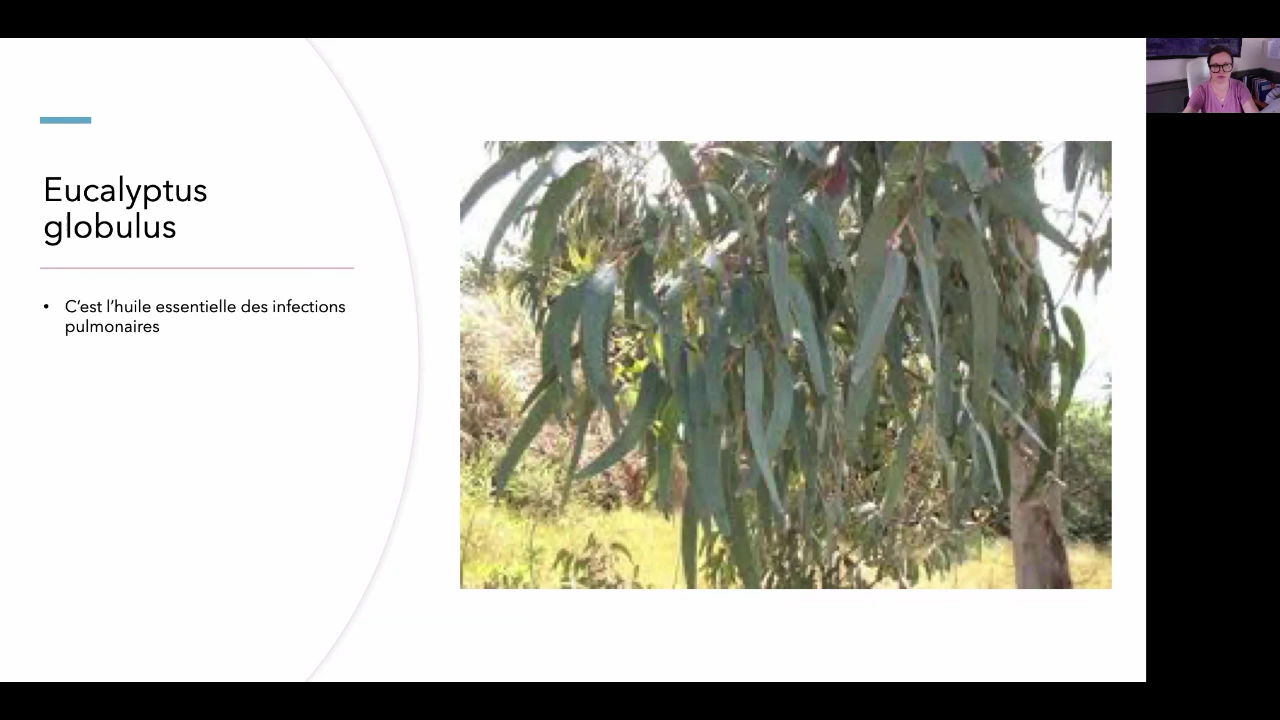 Eucalyptus
globulus
• C’est l’huile essentielle des infections
pulmonaires